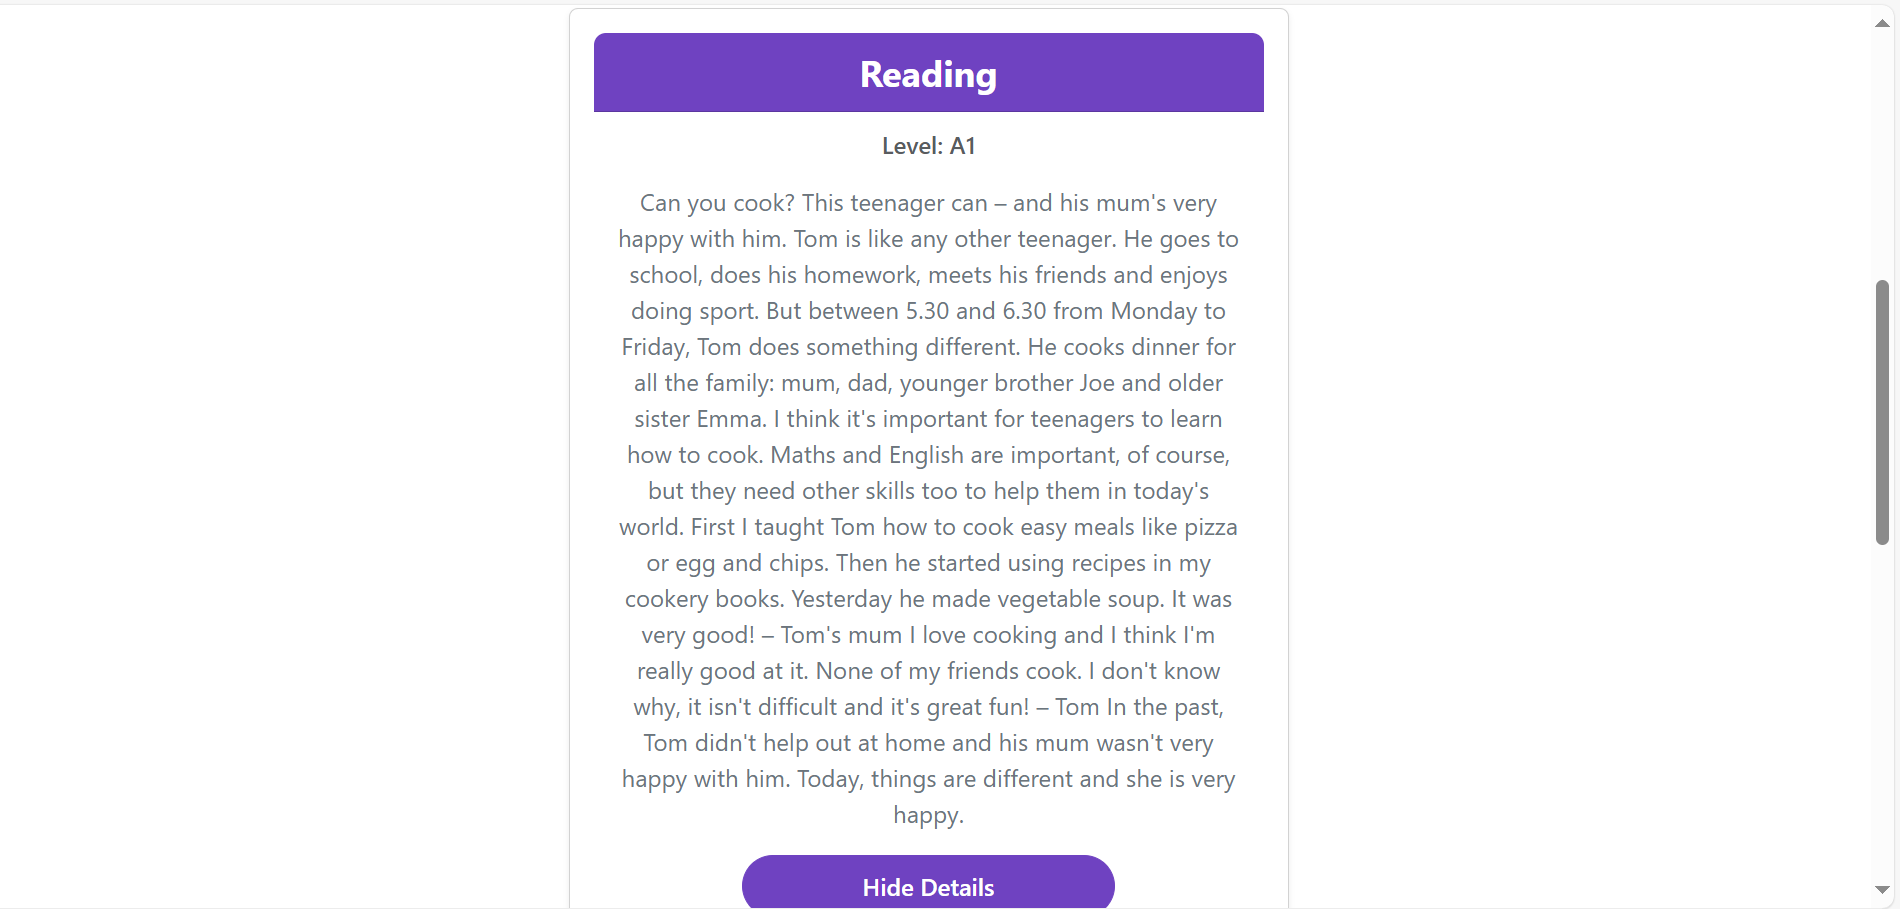 Reading
Level: A1
Can you cook? This teenager can – and his mum's very
happy with him. Tom is like any other teenager. He goes to
school, does his homework, meets his friends and enjoys
doing sport. But between 5.30 and 6.30 from Monday to
Friday, Tom does something different. He cooks dinner for
all the family: mum, dad, younger brother Joe and older
sister Emma. I think it's important for teenagers to learn
how to cook. Maths and English are important, of course,
but they need other skills too to help them in today's
world. First I taught Tom how to cook easy meals like pizza
or egg and chips. Then he started using recipes in my
cookery books. Yesterday he made vegetable soup. It was
very good! – Tom's mum I love cooking and I think I'm
really good at it. None of my friends cook. I don't know
why, it isn't difficult and it's great fun! – Tom In the past,
Tom didn't help out at home and his mum wasn't very
happy with him. Today, things are different and she is very
happy.
Hide Details